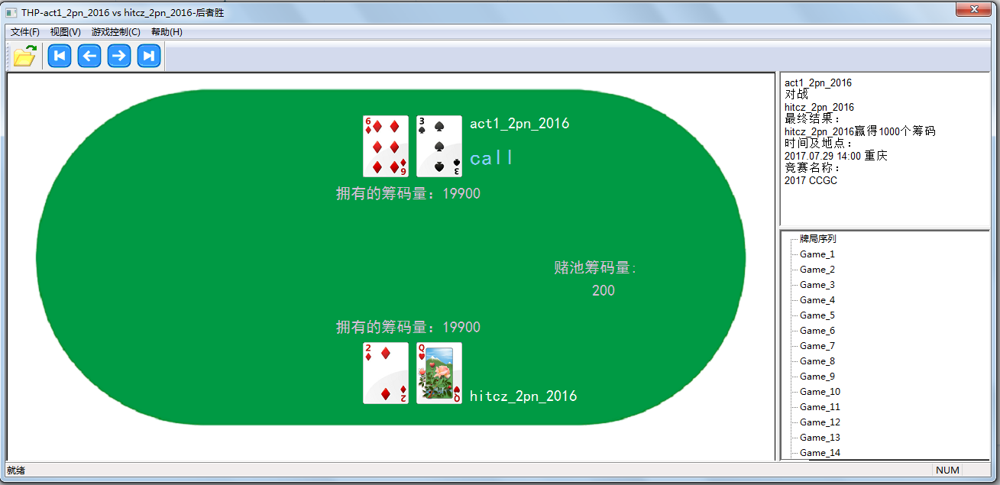 THP-act1_2pn_2016 vs hitcz_2pn_2016-后者胜
文件(F) 视图(V) 游戏控制(C) 帮助(H)
6 3 act1_2pn_2016
call
6 3
拥有的筹码量: 19900
赌池筹码量:
200
拥有的筹码量: 19900
2 Q
2 Q hitcz_2pn_2016
act1_2pn_2016
对战
hitcz_2pn_2016
最终结果:
hitcz_2pn_2016赢得1000个筹码
时间及地点:
2017.07.29 14:00 重庆
竞赛名称:
2017 CCGC
牌局序列
Game_1
Game_2
Game_3
Game_4
Game_5
Game_6
Game_7
Game_8
Game_9
Game_10
Game_11
Game_12
Game_13
Game_14
就绪 NUM